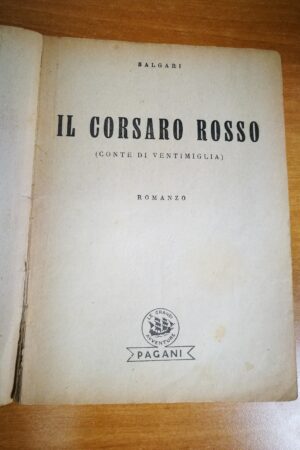 SALGARI
IL CORSARO ROSSO
(CONTE DI VENTIMIGLIA)
ROMANZO
LE GRANDI
AVVENTURE
PAGANI